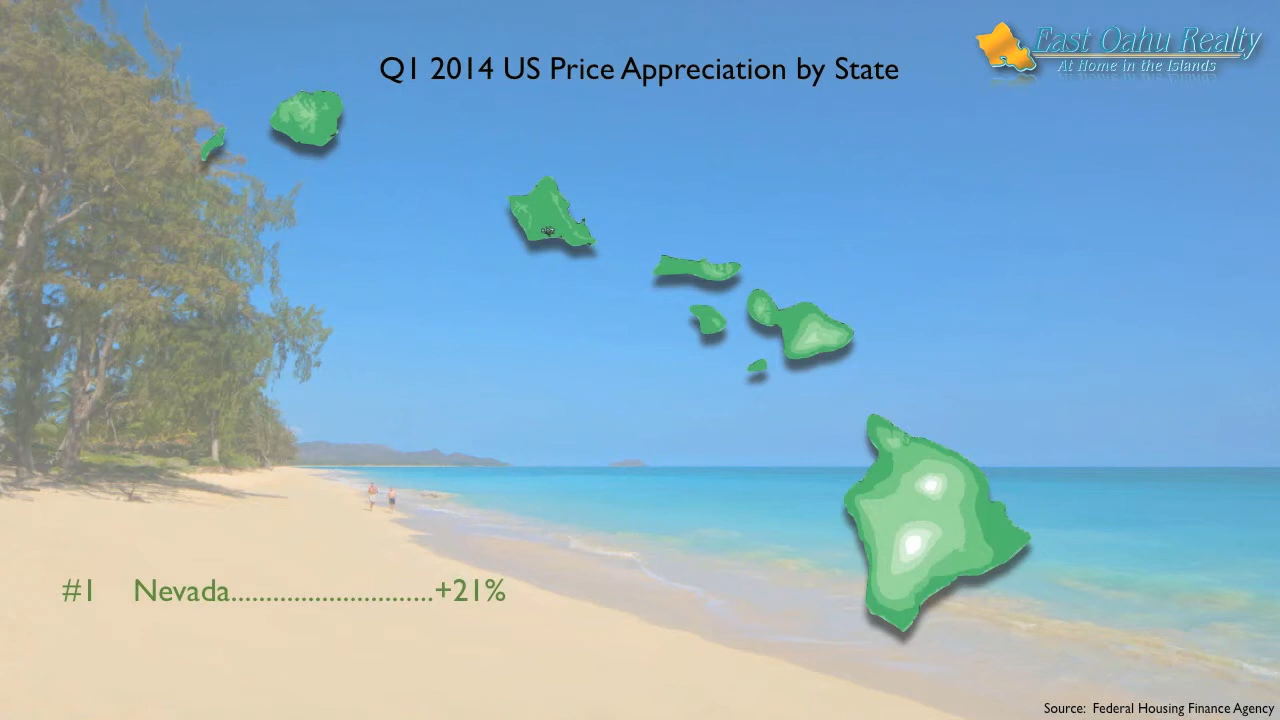 East Oahu Realty
At Home in the Islands
Q1 2014 US Price Appreciation by State
#1 Nevada.............................+21%
Source: Federal Housing Finance Agency